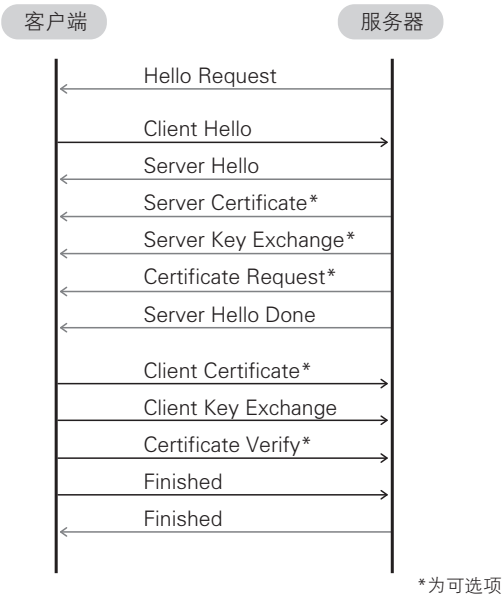 客户端 服务器
Hello Request
Client Hello
Server Hello
Server Certificate*
Server Key Exchange*
Certificate Request*
Server Hello Done
Client Certificate*
Client Key Exchange
Certificate Verify*
Finished
Finished
*为可选项